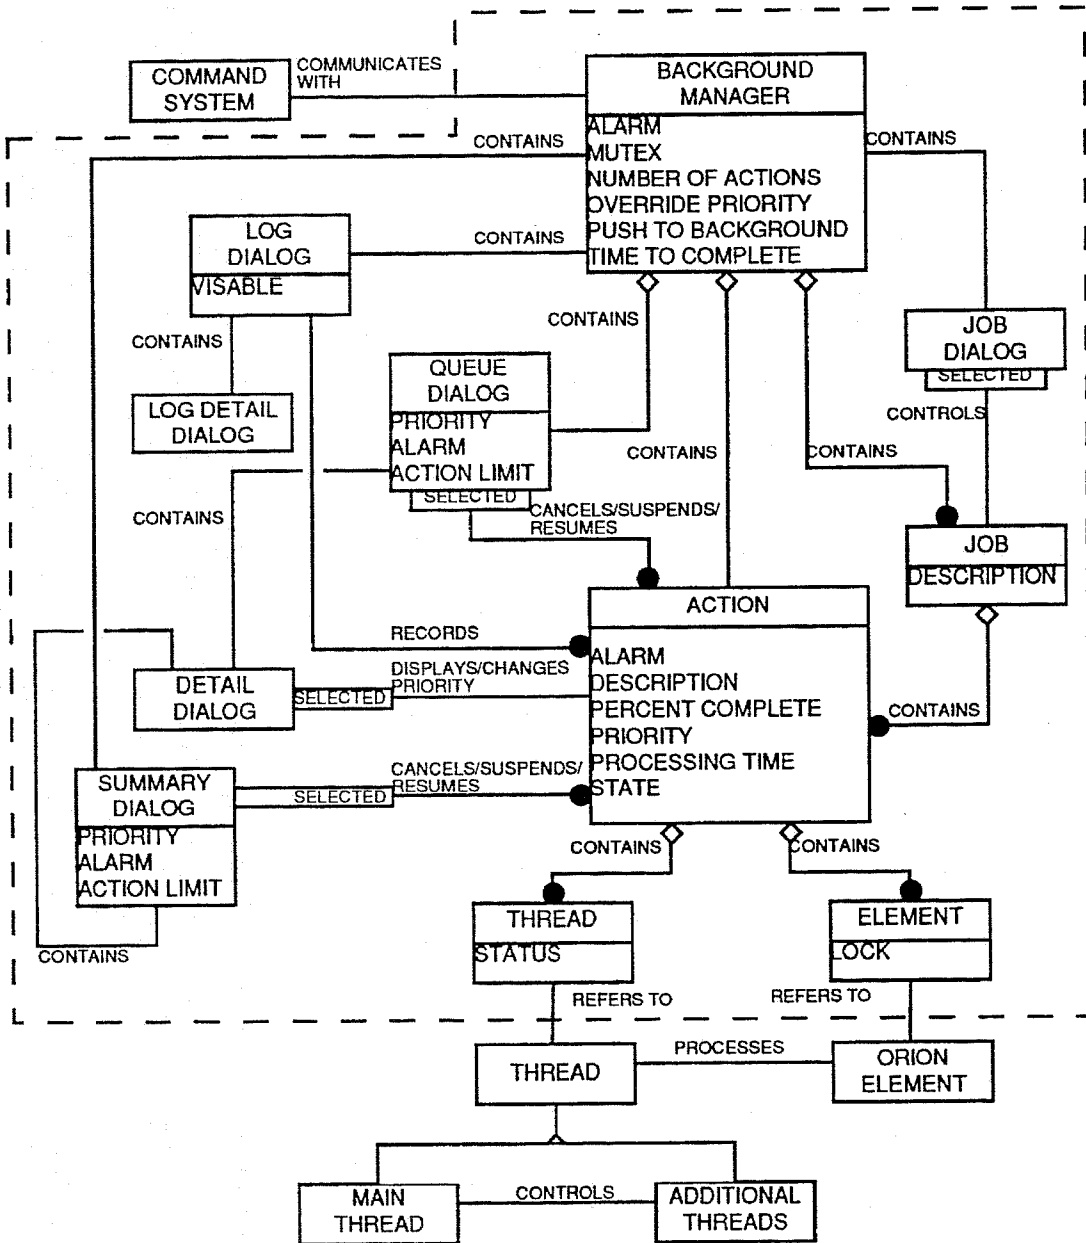 COMMAND
SYSTEM
COMMUNICATES
WITH
BACKGROUND
MANAGER
ALARM
MUTEX
NUMBER OF ACTIONS
OVERRIDE PRIORITY
PUSH TO BACKGROUND
TIME TO COMPLETE
CONTAINS
CONTAINS
LOG
DIALOG
VISABLE
CONTAINS
CONTAINS
JOB
DIALOG
SELECTED
CONTAINS
QUEUE
DIALOG
PRIORITY
ALARM
ACTION LIMIT
SELECTED
LOG DETAIL
DIALOG
CONTROLS
CONTAINS
CONTAINS
CONTAINS
CANCELS/SUSPENDS/
RESUMES
JOB
DESCRIPTION
ACTION
ALARM
DESCRIPTION
PERCENT COMPLETE
PRIORITY
PROCESSING TIME
STATE
RECORDS
DISPLAYS/CHANGES
PRIORITY
DETAIL
DIALOG
SELECTED
CONTAINS
SUMMARY
DIALOG
PRIORITY
ALARM
ACTION LIMIT
CANCELS/SUSPENDS/
RESUMES
SELECTED
CONTAINS
CONTAINS
CONTAINS
THREAD
STATUS
ELEMENT
LOCK
REFERS TO
REFERS TO
THREAD
PROCESSES
ORION
ELEMENT
MAIN
THREAD
CONTROLS
ADDITIONAL
THREADS